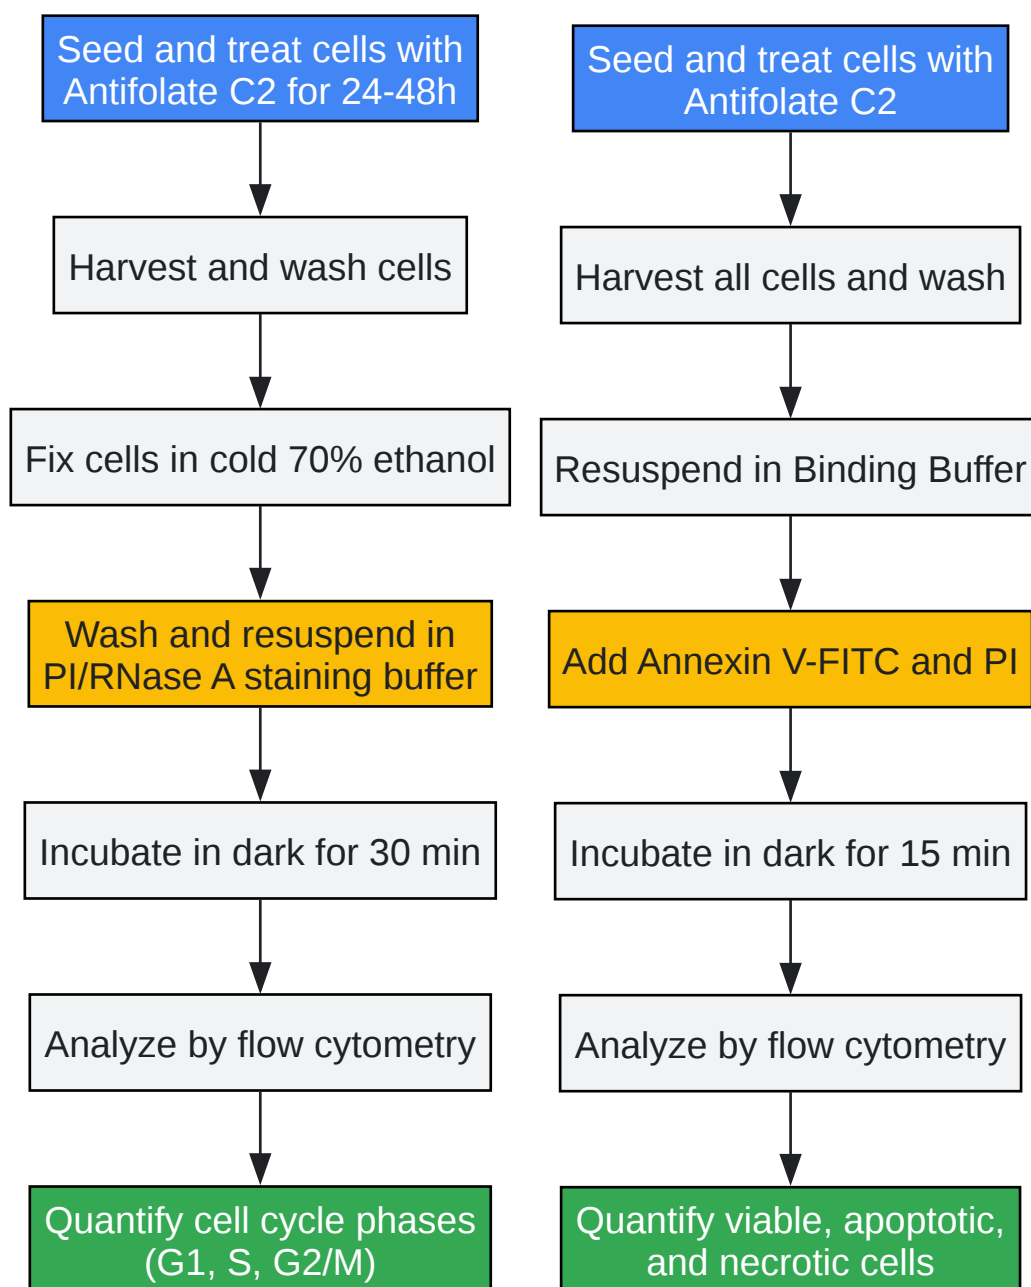 Seed and treat cells with
Antifolate C2 for 24-48h
Harvest and wash cells
Fix cells in cold 70% ethanol
Wash and resuspend in
PI/RNase A staining buffer
Incubate in dark for 30 min
Analyze by flow cytometry
Quantify cell cycle phases
(G1, S, G2/M)
Seed and treat cells with
Antifolate C2
Harvest all cells and wash
Resuspend in Binding Buffer
Add Annexin V-FITC and PI
Incubate in dark for 15 min
Analyze by flow cytometry
Quantify viable, apoptotic,
and necrotic cells